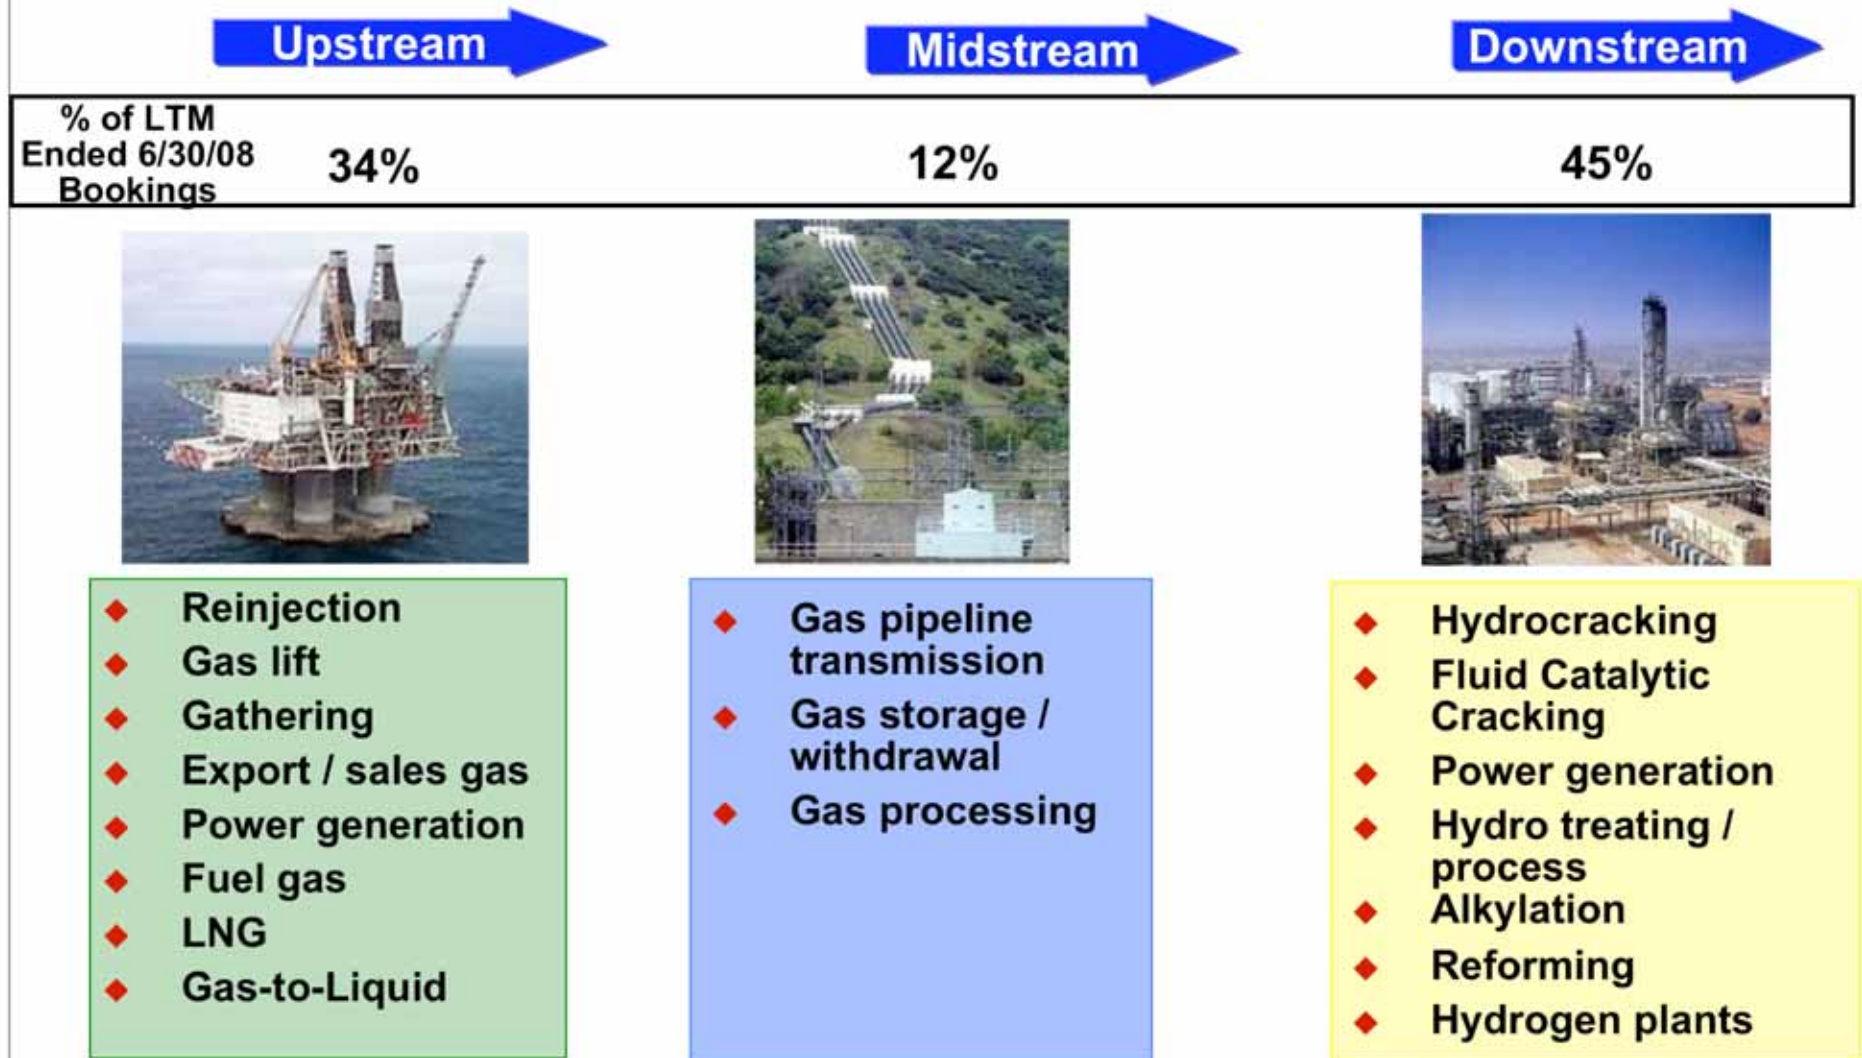 Upstream
Midstream
Downstream
% of LTM
Ended 6/30/08
Bookings
34%
12%
45%
Reinjection
Gas lift
Gathering
Export / sales gas
Power generation
Fuel gas
LNG
Gas-to-Liquid
Gas pipeline
transmission
Gas storage /
withdrawal
Gas processing
Hydrocracking
Fluid Catalytic
Cracking
Power generation
Hydro treating /
process
Alkylation
Reforming
Hydrogen plants